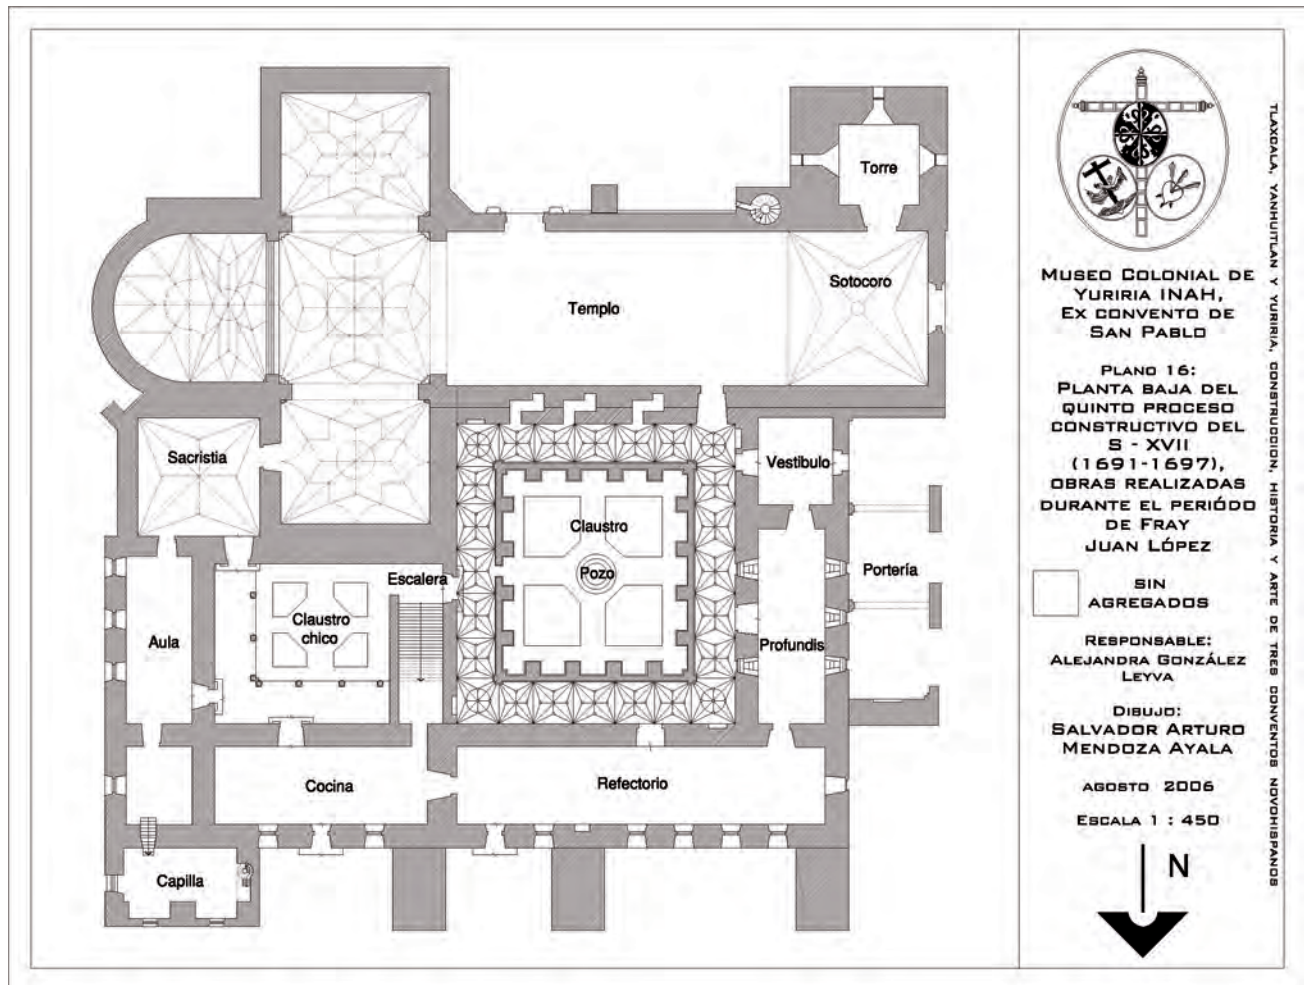 Torre
Sotocoro
Templo
Sacristia
Vestíbulo
Claustro
Pozo
Escalera
Portería
Claustro
chico
Aula
Profundis
Cocina
Refectorio
Capilla
MUSEO COLONIAL DE
YURIRIA INAH,
EX CONVENTO DE
SAN PABLO
PLANO 16:
PLANTA BAJA DEL
QUINTO PROCESO
CONSTRUCTIVO DEL
S - XVII
(1691-1697),
OBRAS REALIZADAS
DURANTE EL PERIÓDO
DE FRAY
JUAN LÓPEZ
SIN
AGREGADOS
RESPONSABLE:
ALEJANDRA GONZÁLEZ
LEYVA
DIBUJO:
SALVADOR ARTURO
MENDOZA AYALA
AGOSTO 2006
ESCALA 1 : 450
N
TLAXCALA, YANHUITLAN Y YURIRIA, CONSTRUCCION, HISTORIA Y ARTE DE TRES CONVENTOS NOVOHISPANOS